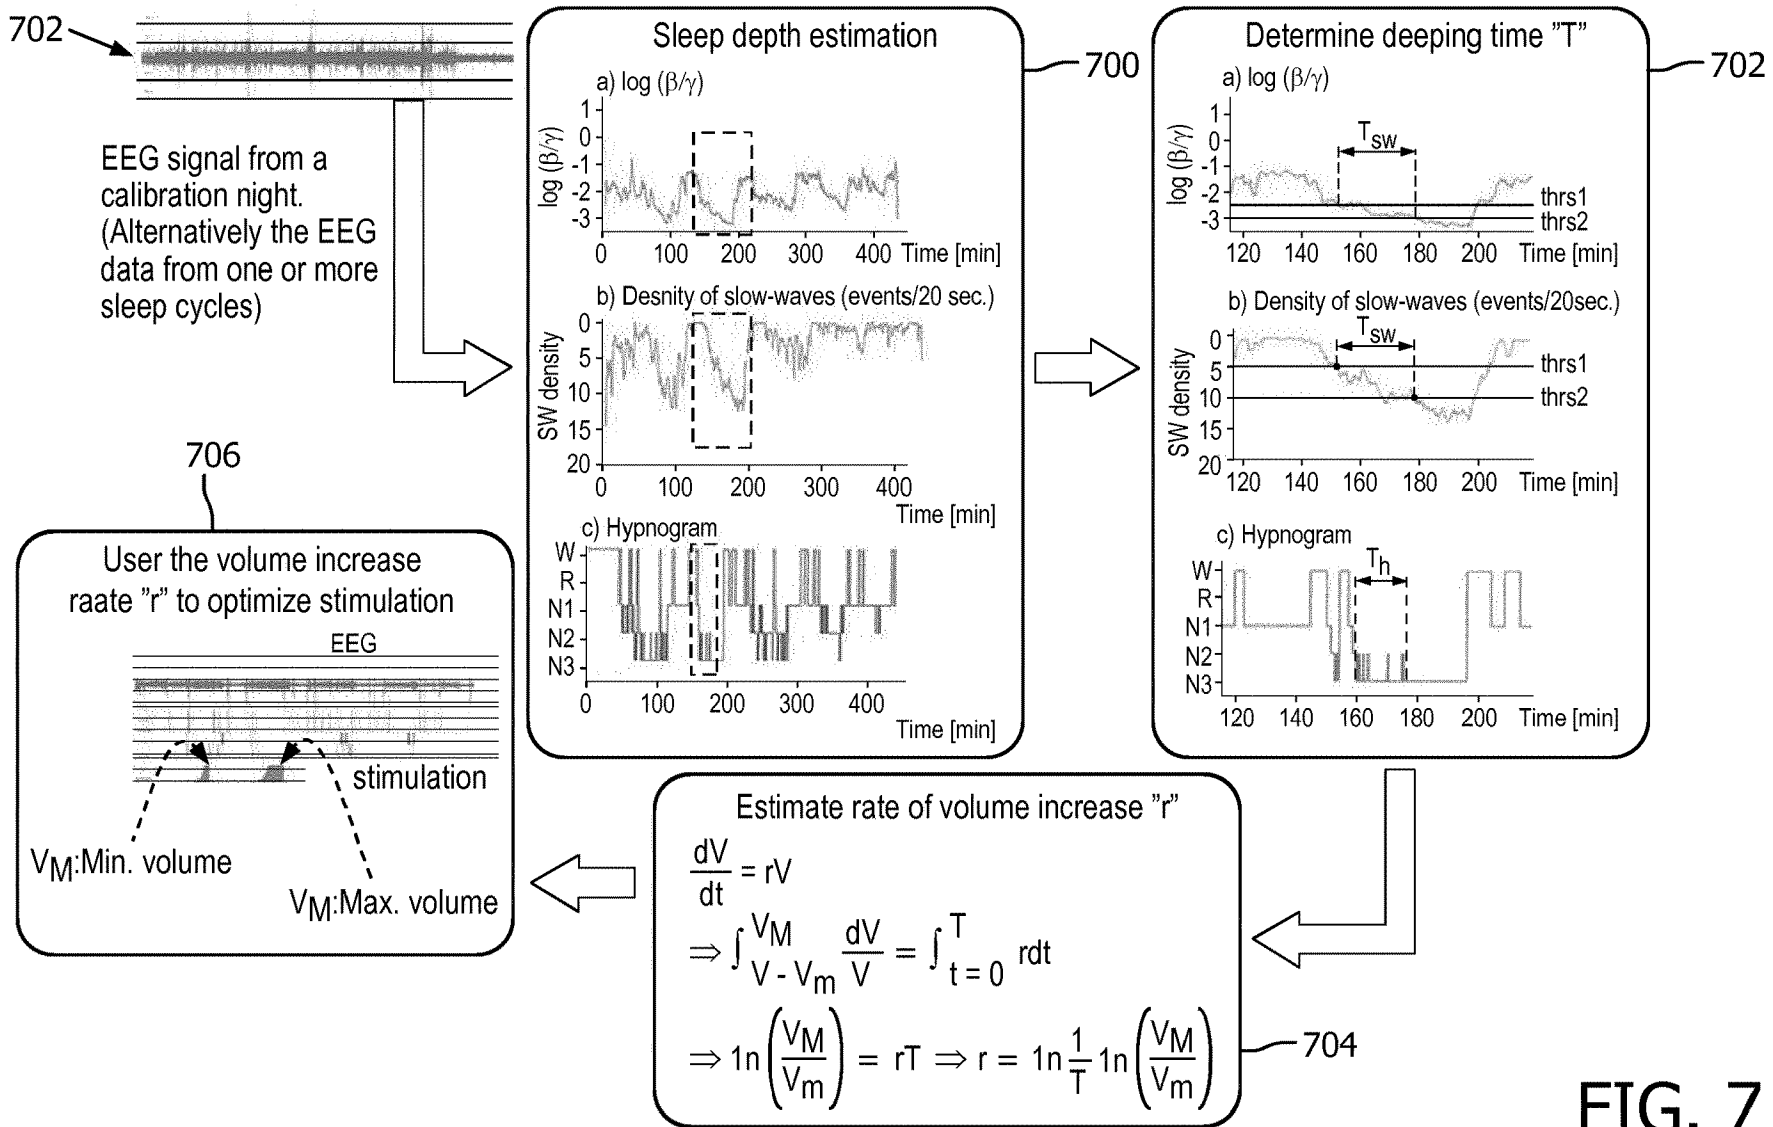 702
EEG signal from a
calibration night.
(Alternatively the EEG
data from one or more
sleep cycles)
Sleep depth estimation
700
a) log (β/γ)
log (β/γ)
1
0
-1
-2
-3
0 100 200 300 400 Time [min]
b) Desnity of slow-waves (events/20 sec.)
SW density
0
5
10
15
20
0 100 200 300 400
Time [min]
c) Hypnogram
W
R
N1
N2
N3
0 100 200 300 400
Time [min]
Determine deeping time ”T”
702
a) log (β/γ)
log (β/γ)
1
0
-1
-2
-3
Tsw
thrs1
thrs2
120 140 160 180 200 Time [min]
b) Density of slow-waves (events/20sec.)
SW density
0
5
10
15
20
Tsw
thrs1
thrs2
120 140 160 180 200 Time [min]
c) Hypnogram
W
R
N1
N2
N3
Th
120 140 160 180 200 Time [min]
Estimate rate of volume increase ”r”
dV/dt = rV
⇒ ∫ V - Vm VM dV/V = ∫ t = 0 T rdt
⇒ 1n (VM/Vm) = rT ⇒ r = 1n 1/T 1n (VM/Vm)
704
706
User the volume increase
raate ”r” to optimize stimulation
EEG
stimulation
VM:Min. volume
VM:Max. volume
FIG. 7